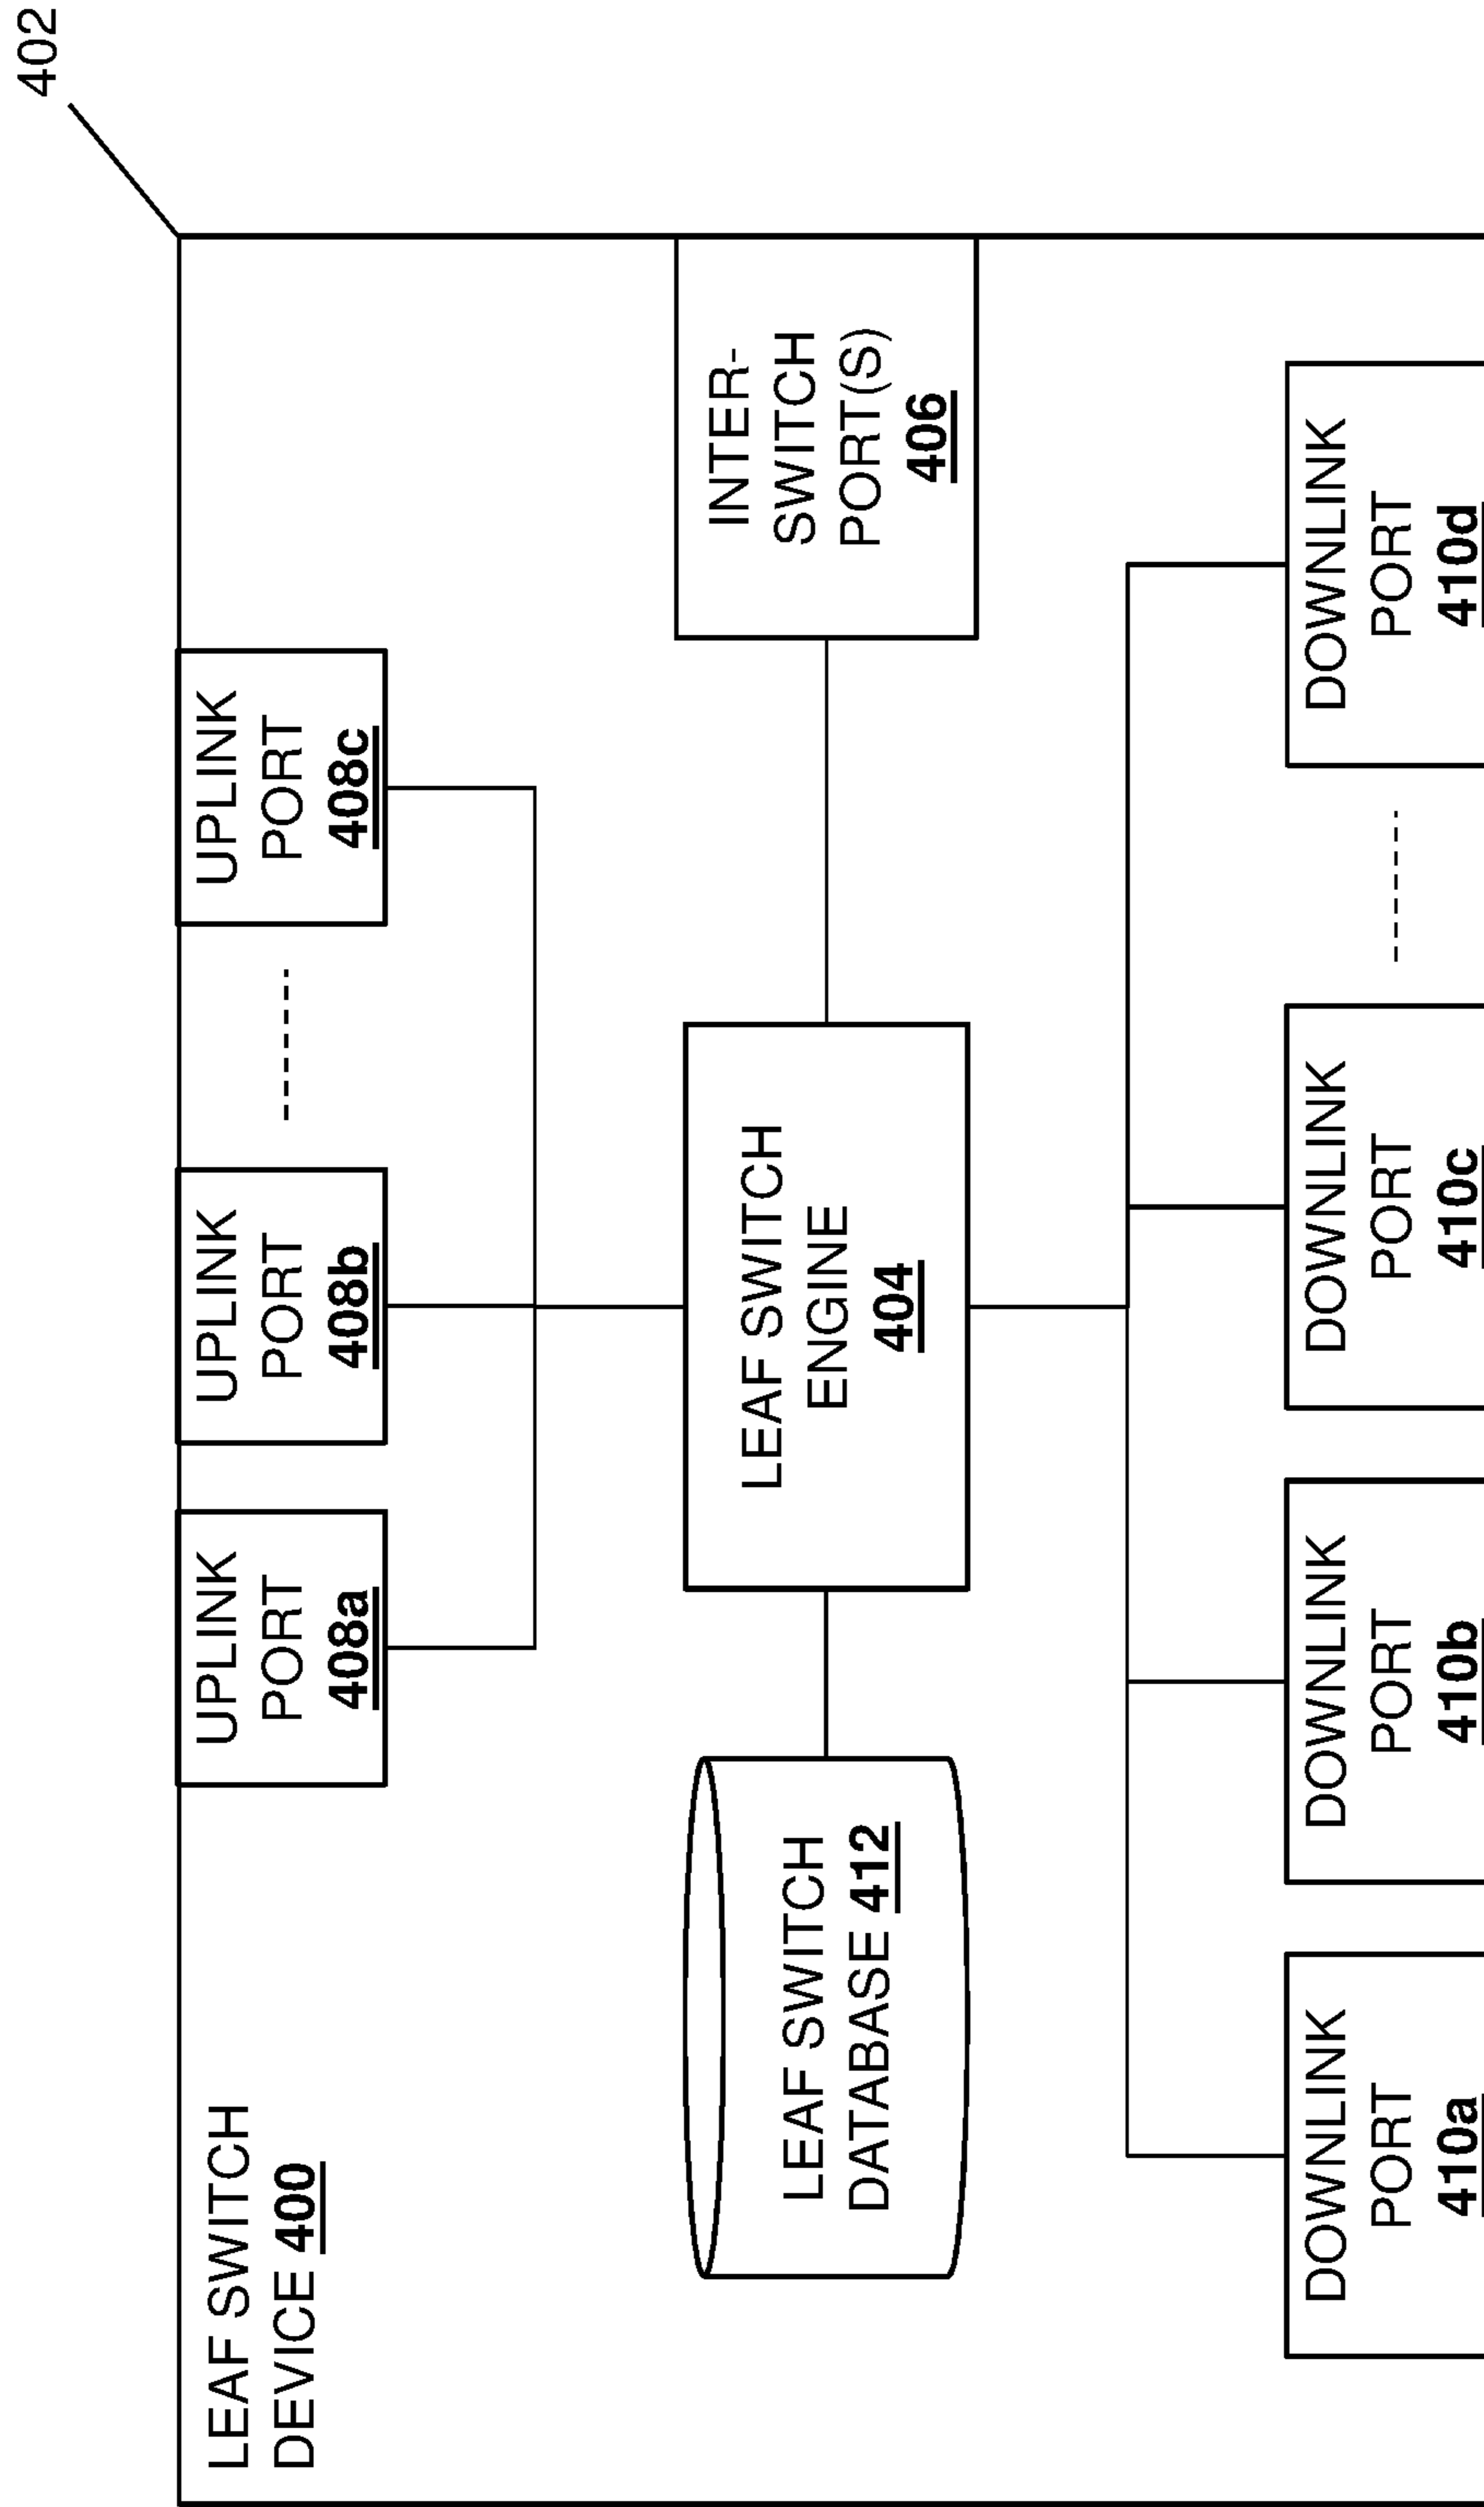 402
LEAF SWITCH
DEVICE 400
UPLINK
PORT
408a
UPLINK
PORT
408b
UPLINK
PORT
408c
LEAF SWITCH
DATABASE 412
LEAF SWITCH
ENGINE
404
INTER-
SWITCH
PORT(S)
406
DOWNLINK
PORT
410a
DOWNLINK
PORT
410b
DOWNLINK
PORT
410c
DOWNLINK
PORT
410d